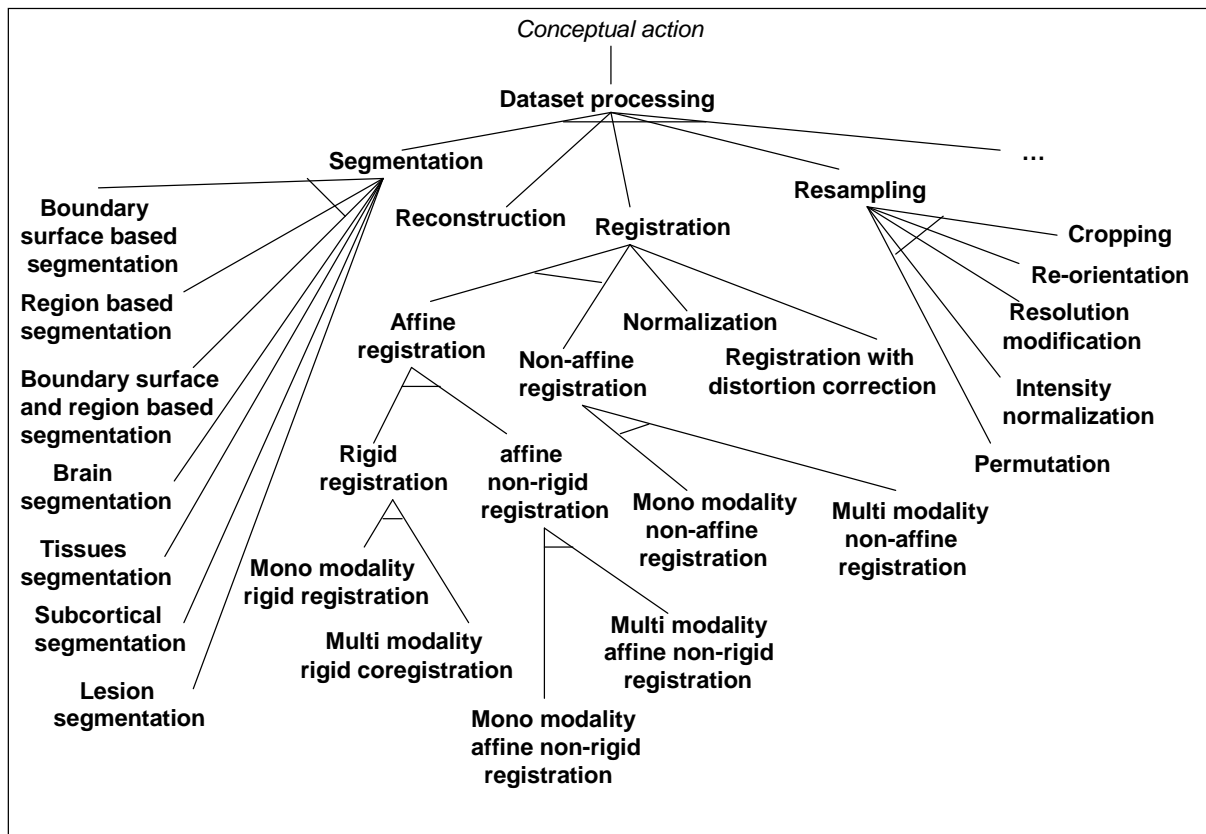 Conceptual action
Dataset processing
Segmentation
...
Resampling
Reconstruction
Registration
Boundary
surface based
segmentation
Region based
segmentation
Boundary surface
and region based
segmentation
Brain
segmentation
Tissues
segmentation
Subcortical
segmentation
Lesion
segmentation
Affine
registration
Non-affine
registration
Normalization
Registration with
distortion correction
Cropping
Re-orientation
Resolution
modification
Intensity
normalization
Permutation
Rigid
registration
affine
non-rigid
registration
Mono modality
non-affine
registration
Multi modality
non-affine
registration
Mono modality
rigid registration
Multi modality
rigid coregistration
Multi modality
affine non-rigid
registration
Mono modality
affine non-rigid
registration